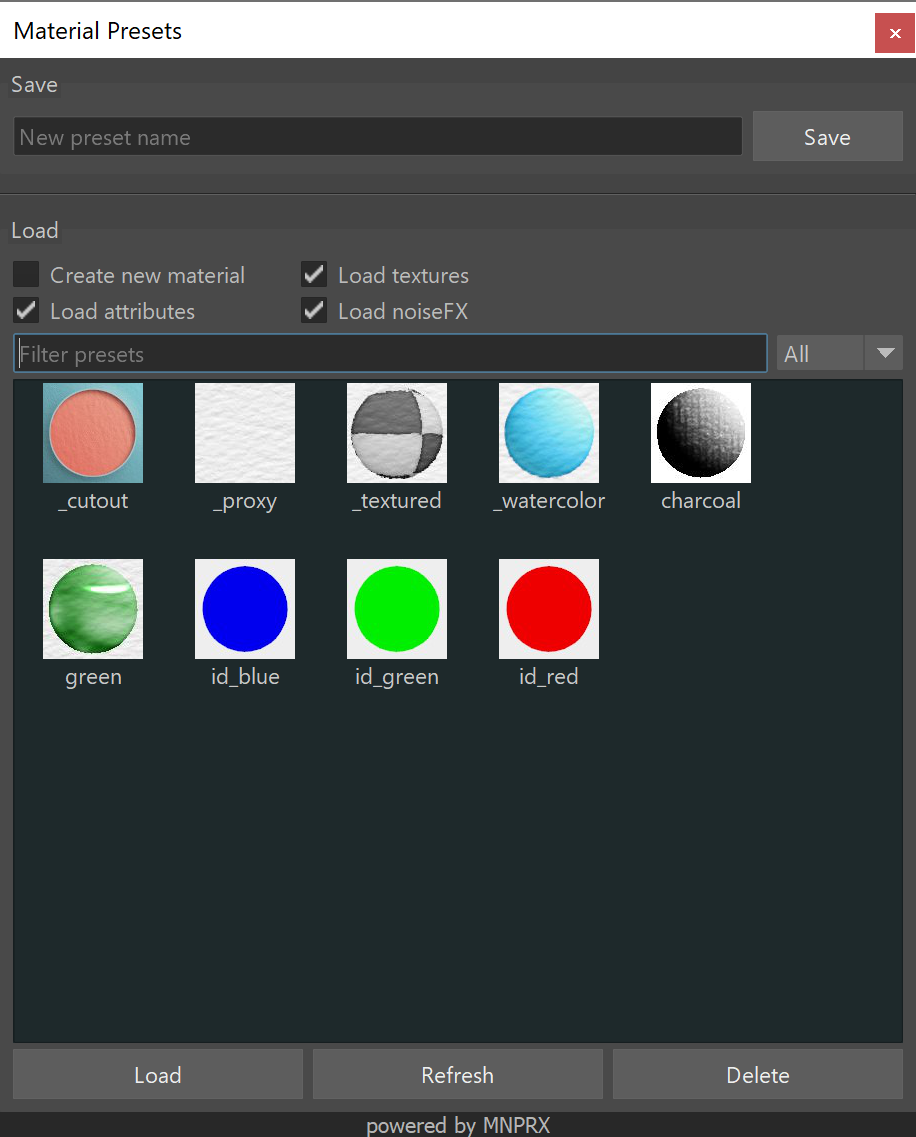 Material Presets
Save
New preset name
Save
Load
Create new material
Load textures
Load attributes
Load noiseFX
Filter presets
All
_cutout
_proxy
_textured
_watercolor
charcoal
green
id_blue
id_green
id_red
Load
Refresh
Delete
powered by MNPRX